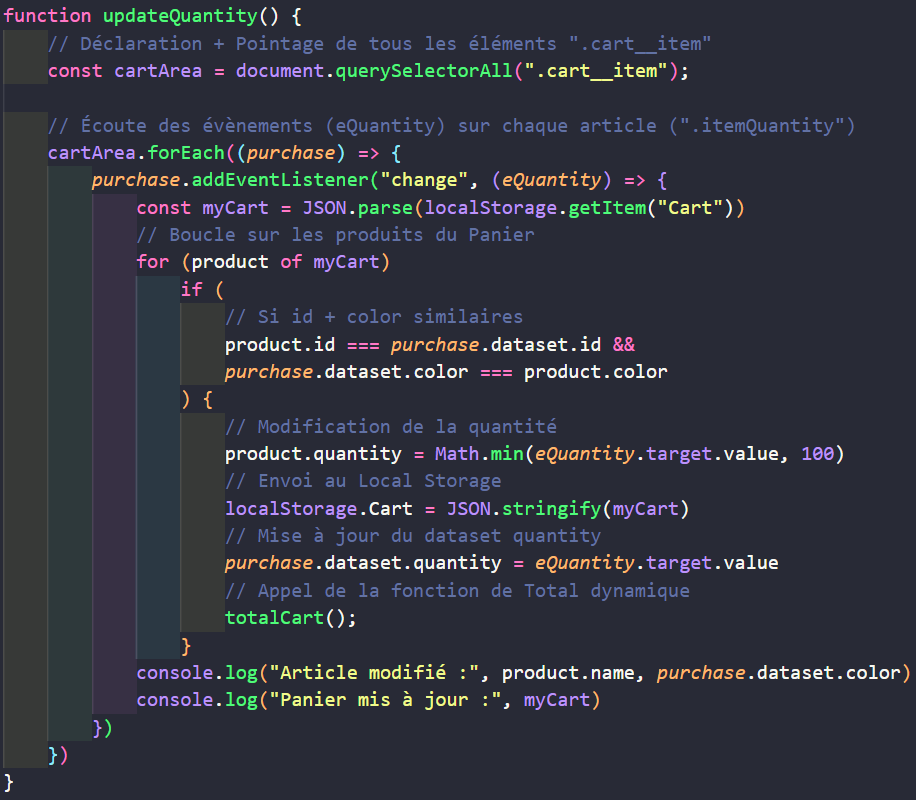 function updateQuantity() {
// Déclaration + Pointage de tous les éléments ".cart__item"
const cartArea = document.querySelectorAll(".cart__item");
// Écoute des évènements (eQuantity) sur chaque article (".itemQuantity")
cartArea.forEach((purchase) => {
purchase.addEventListener("change", (eQuantity) => {
const myCart = JSON.parse(localStorage.getItem("Cart"))
// Boucle sur les produits du Panier
for (product of myCart)
if (
// Si id + color similaires
product.id === purchase.dataset.id &&
purchase.dataset.color === product.color
) {
// Modification de la quantité
product.quantity = Math.min(eQuantity.target.value, 100)
// Envoi au Local Storage
localStorage.Cart = JSON.stringify(myCart)
// Mise à jour du dataset quantity
purchase.dataset.quantity = eQuantity.target.value
// Appel de la fonction de Total dynamique
totalCart();
}
console.log("Article modifié :", product.name, purchase.dataset.color)
console.log("Panier mis à jour :", myCart)
})
})
}